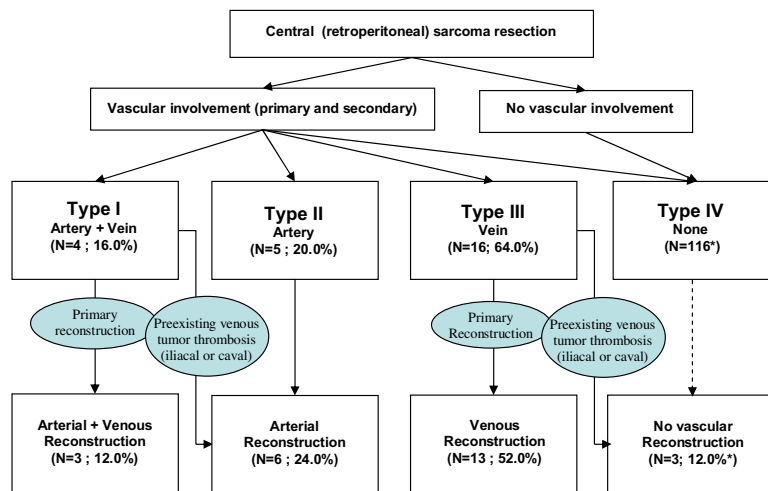 Central (retroperitoneal) sarcoma resection
Vascular involvement (primary and secondary)
No vascular involvement
Type I
Artery + Vein
(N=4 ; 16.0%)
Type II
Artery
(N=5 ; 20.0%)
Type III
Vein
(N=16; 64.0%)
Type IV
None
(N=116*)
Primary
reconstruction
Preexisting venous
tumor thrombosis
(iliacal or caval)
Primary
Reconstruction
Preexisting venous
tumor thrombosis
(iliacal or caval)
Arterial + Venous
Reconstruction
(N=3 ; 12.0%)
Arterial
Reconstruction
(N=6 ; 24.0%)
Venous
Reconstruction
(N=13 ; 52.0%)
No vascular
Reconstruction
(N=3; 12.0%*)